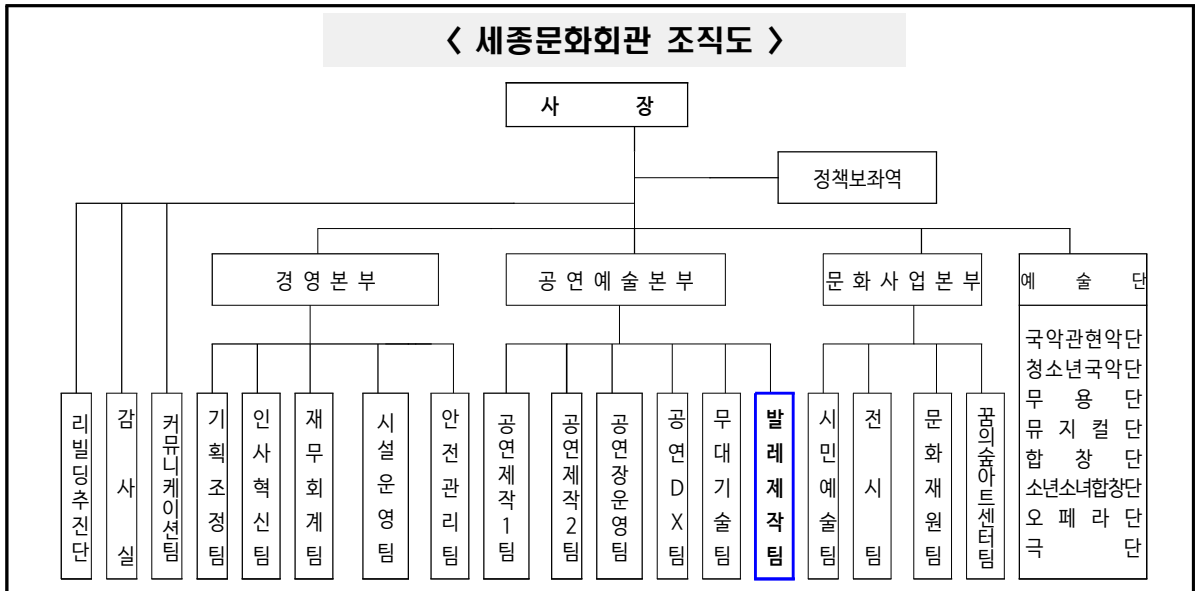 < 세종문화회관 조직도 >
사 장
정책보좌역
경영본부
공연예술본부
문화사업본부
예 술 단
국악관현악단
청소년국악단
무 용 단
뮤 지 컬 단
합 창 단
소년소녀합창단
오 페 라 단
극 단
리빌딩추진단
감 사 실
커뮤니케이션팀
기획조정팀
인사혁신팀
재무회계팀
시설운영팀
안전관리팀
공연제작1팀
공연제작2팀
공연장운영팀
공연DX팀
무대기술팀
발레제작팀
시민예술팀
전 시 팀
문화재원팀
꿈의숲아트센터팀